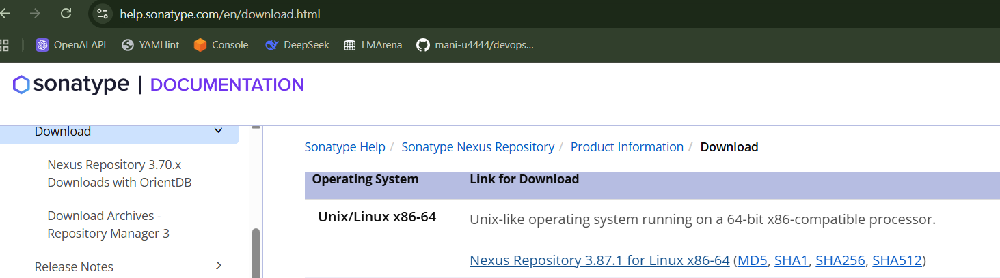 help.sonatype.com/en/download.html
OpenAI API
YAMLlint
Console
DeepSeek
LMArena
mani-u4444/devops...
sonatype | DOCUMENTATION
Download
Nexus Repository 3.70.x
Downloads with OrientDB
Download Archives -
Repository Manager 3
Release Notes
Sonatype Help / Sonatype Nexus Repository / Product Information / Download
Operating System Link for Download
Unix/Linux x86-64 Unix-like operating system running on a 64-bit x86-compatible processor.
Nexus Repository 3.87.1 for Linux x86-64 (MD5, SHA1, SHA256, SHA512)